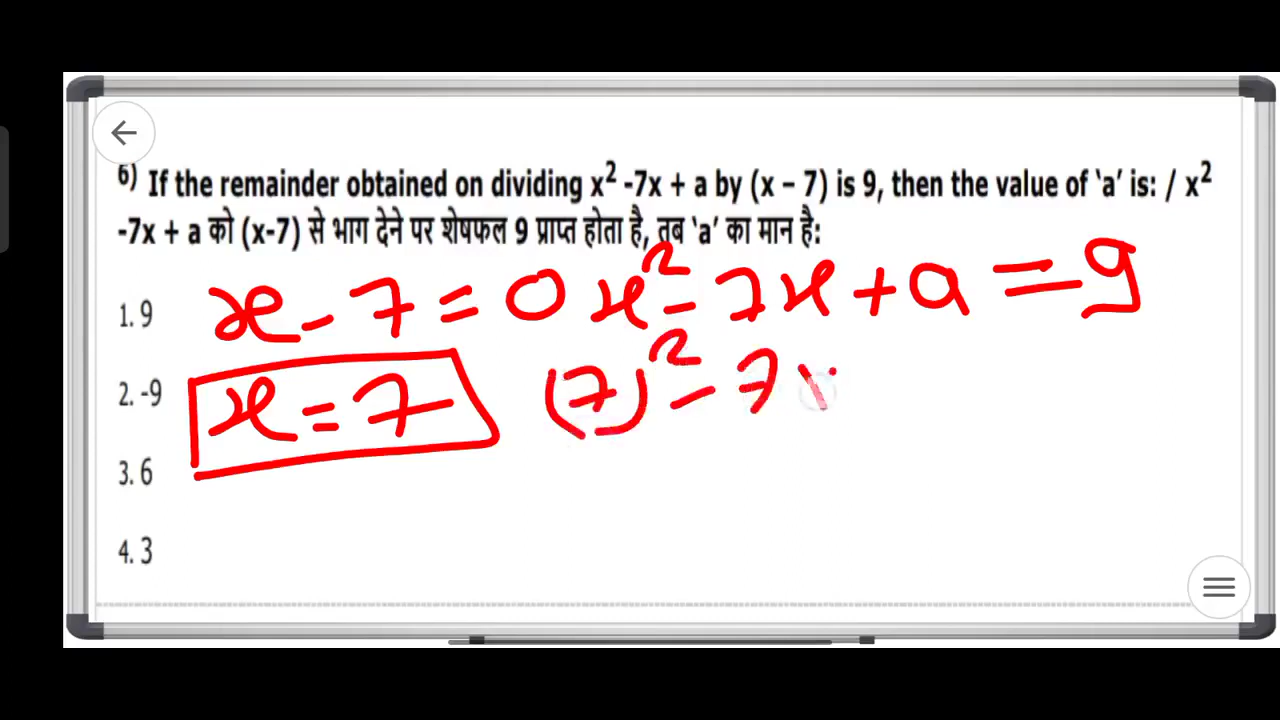 6) If the remainder obtained on dividing x² -7x + a by (x – 7) is 9, then the value of ‘a’ is: / x²
-7x + a को (x-7) से भाग देने पर शेषफल 9 प्राप्त होता है, तब ‘a’ का मान है:
x - 7 = 0 x² - 7x + a = 9
1. 9
x = 7 (7)² - 7 x
2. -9
3. 6
4. 3